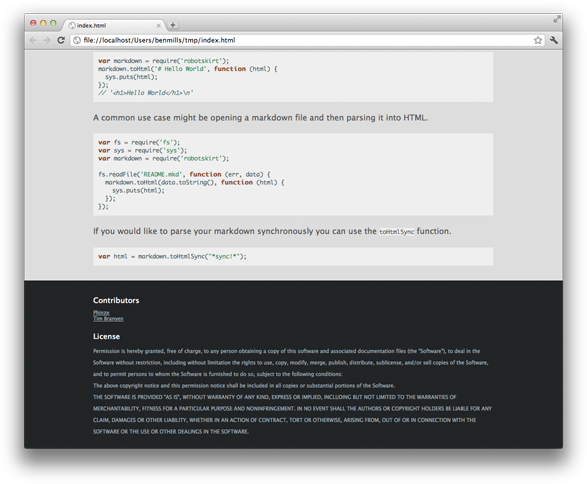 index.html
file://localhost/Users/benmills/tmp/index.html
var markdown = require('robotskirt');
markdown.toHtml('# Hello World', function (html) {
  sys.puts(html);
});
// '<h1>Hello World</h1>\n'
A common use case might be opening a markdown file and then parsing it into HTML.
var fs = require('fs');
var sys = require('sys');
var markdown = require('robotskirt');
fs.readFile('README.mkd', function (err, data) {
  markdown.toHtml(data.toString(), function (html) {
    sys.puts(html);
  });
});
If you would like to parse your markdown synchronously you can use the toHtmlSync function.
var html = markdown.toHtmlSync("*sync!*");
Contributors
Phinze
Tim Branyen
License
Permission is hereby granted, free of charge, to any person obtaining a copy of this software and associated documentation files (the "Software"), to deal in the
Software without restriction, including without limitation the rights to use, copy, modify, merge, publish, distribute, sublicense, and/or sell copies of the Software,
and to permit persons to whom the Software is furnished to do so, subject to the following conditions:
The above copyright notice and this permission notice shall be included in all copies or substantial portions of the Software.
THE SOFTWARE IS PROVIDED "AS IS", WITHOUT WARRANTY OF ANY KIND, EXPRESS OR IMPLIED, INCLUDING BUT NOT LIMITED TO THE WARRANTIES OF
MERCHANTABILITY, FITNESS FOR A PARTICULAR PURPOSE AND NONINFRINGEMENT. IN NO EVENT SHALL THE AUTHORS OR COPYRIGHT HOLDERS BE LIABLE FOR ANY
CLAIM, DAMAGES OR OTHER LIABILITY, WHETHER IN AN ACTION OF CONTRACT, TORT OR OTHERWISE, ARISING FROM, OUT OF OR IN CONNECTION WITH THE
SOFTWARE OR THE USE OR OTHER DEALINGS IN THE SOFTWARE.